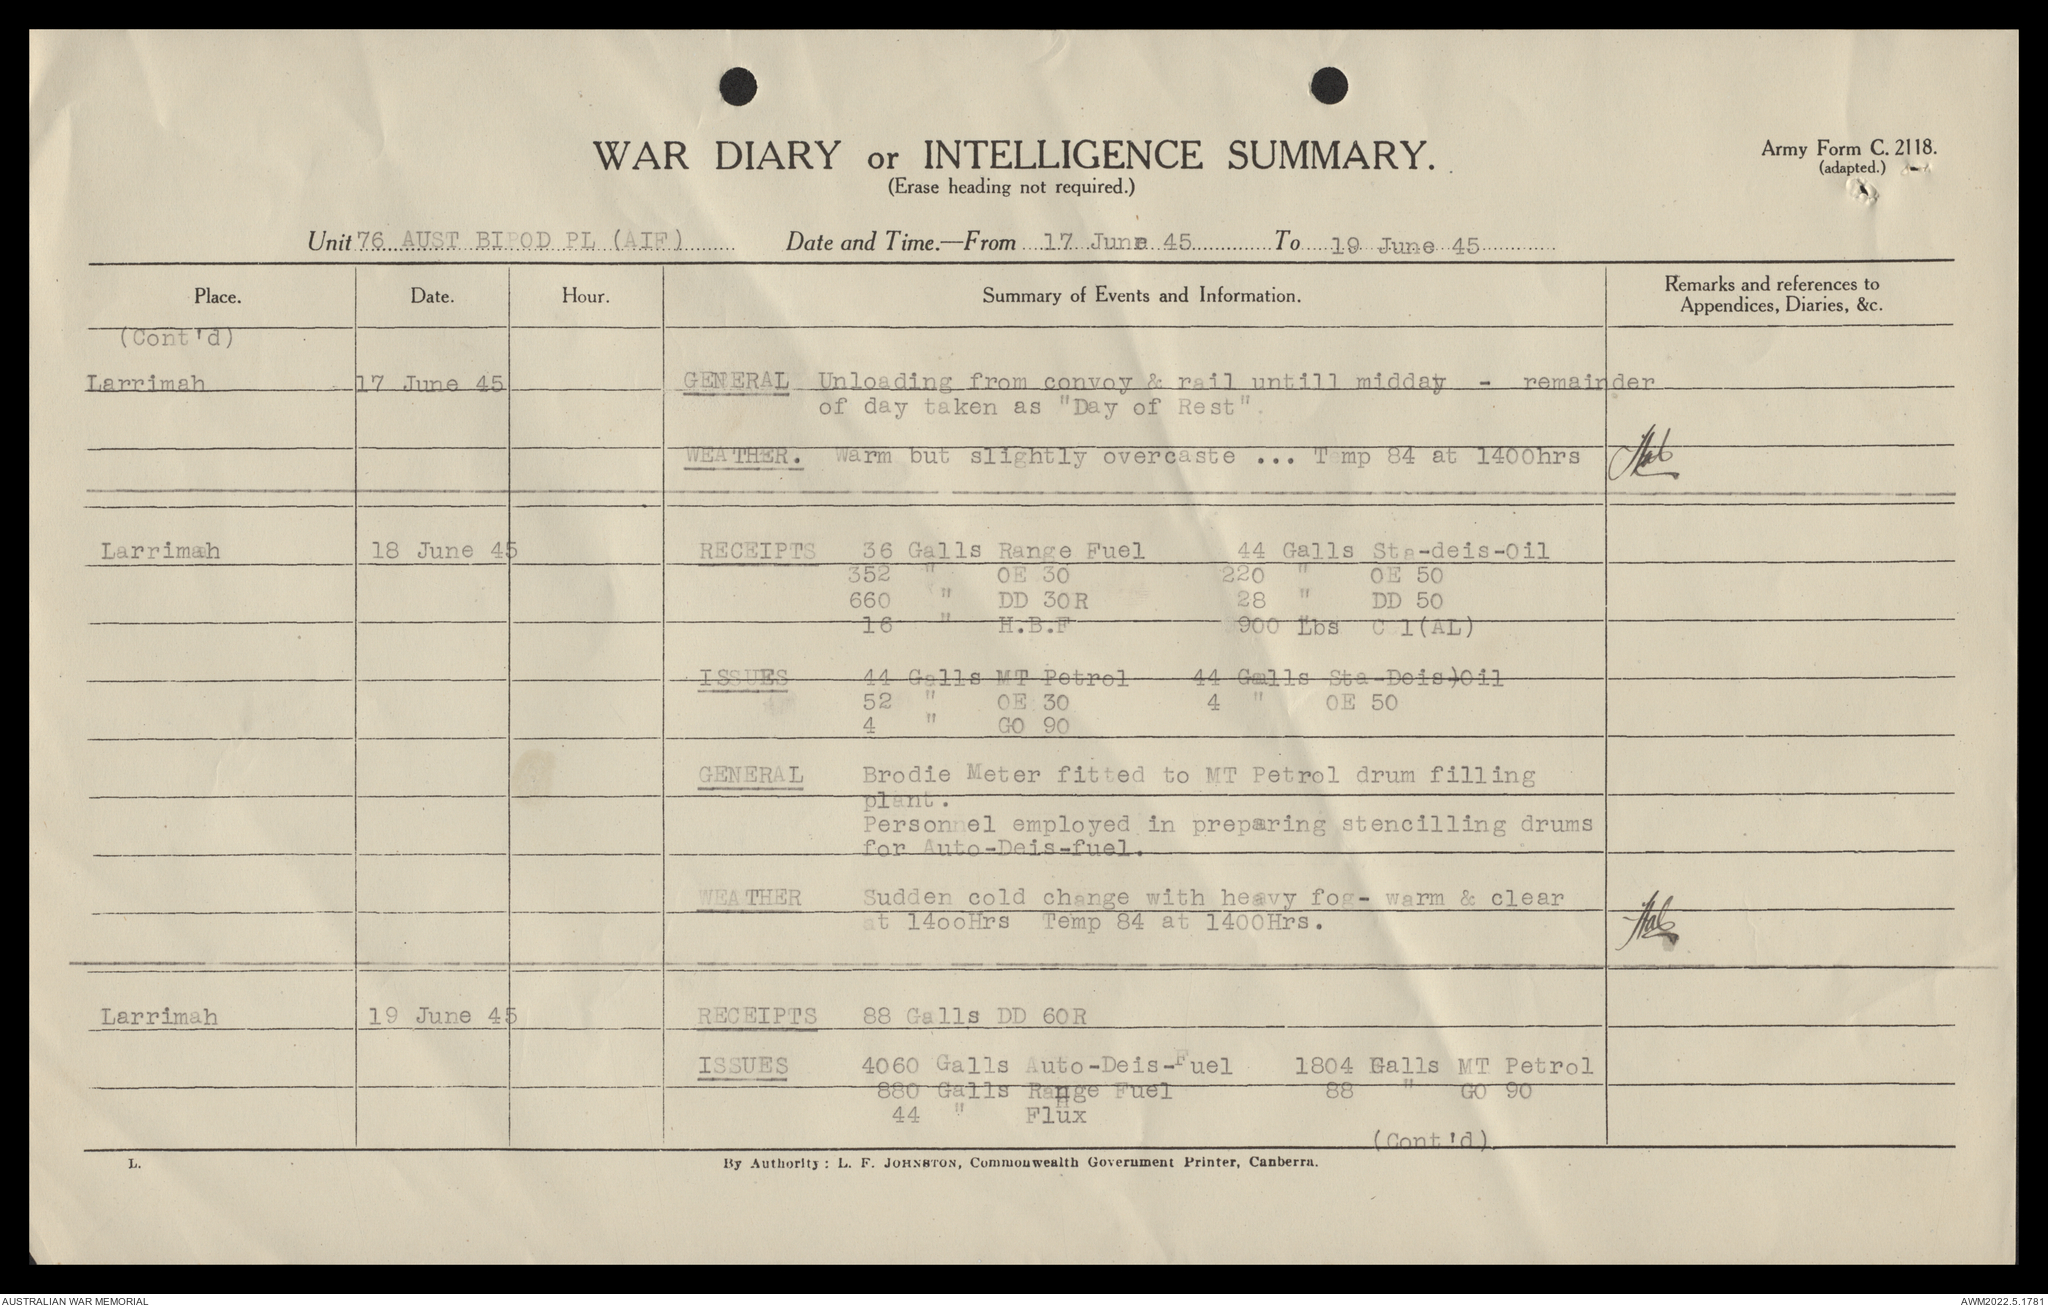 WAR DIARY or INTELLIGENCE SUMMARY.
(Erase heading not required.)
Army Form C. 2118.
(adapted.)
Unit 76 AUST BIPOD PL (AIF) Date and Time.—From 17 June 45 To 19 June 45
Place. Date. Hour. Summary of Events and Information. Remarks and references to Appendices, Diaries, &c.
(Cont'd)
Larrimah 17 June 45 GENERAL Unloading from convoy & rail untill midday - remainder
of day taken as "Day of Rest".
WEATHER. Warm but slightly overcaste ... Temp 84 at 1400hrs
Larrimah 18 June 45 RECEIPTS 36 Galls Range Fuel 44 Galls Sta-deis-Oil
352 " OE 30 220 " OE 50
660 " DD 30R 28 " DD 50
16 " H.B.F 900 Lbs C 1(AL)
ISSUES 44 Galls MT Petrol 44 Galls Sta-Deis)Oil
52 " OE 30 4 " OE 50
4 " GO 90
GENERAL Brodie Meter fitted to MT Petrol drum filling
plant.
Personnel employed in preparing stencilling drums
for Auto-Deis-fuel.
WEATHER Sudden cold change with heavy fog- warm & clear
at 14ooHrs Temp 84 at 1400Hrs.
Larrimah 19 June 45 RECEIPTS 88 Galls DD 60R
ISSUES 4060 Galls Auto-Deis-Fuel 1804 Galls MT Petrol
880 Galls Range Fuel 88 " GO 90
44 " Flux
(Cont'd)
L. By Authority: L. F. JOHNSTON, Commonwealth Government Printer, Canberra.
AUSTRALIAN WAR MEMORIAL AWM2022.5.1781